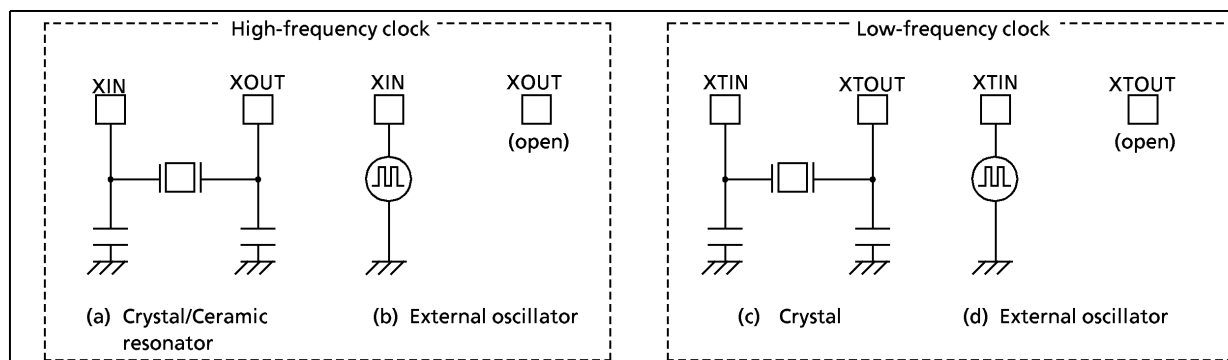 High-frequency clock
Low-frequency clock
XIN XOUT XIN XOUT
(open)
XTIN XTOUT XTIN XTOUT
(open)
(a) Crystal/Ceramic
resonator
(b) External oscillator
(c) Crystal
(d) External oscillator